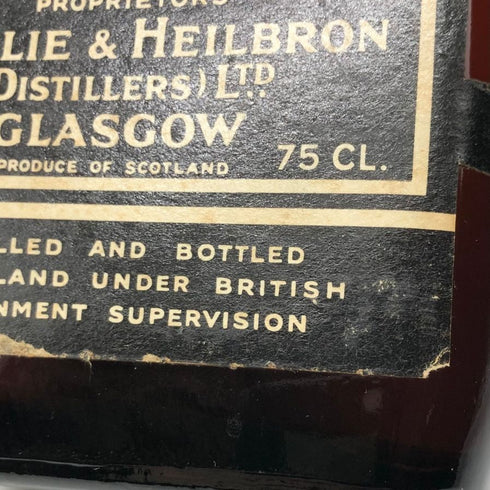 PROPRIETORS
LIE & HEILBRON
DISTILLERS) LTD.
GLASGOW
PRODUCE OF SCOTLAND 75 CL.
LLED AND BOTTLED
LAND UNDER BRITISH
NMENT SUPERVISION